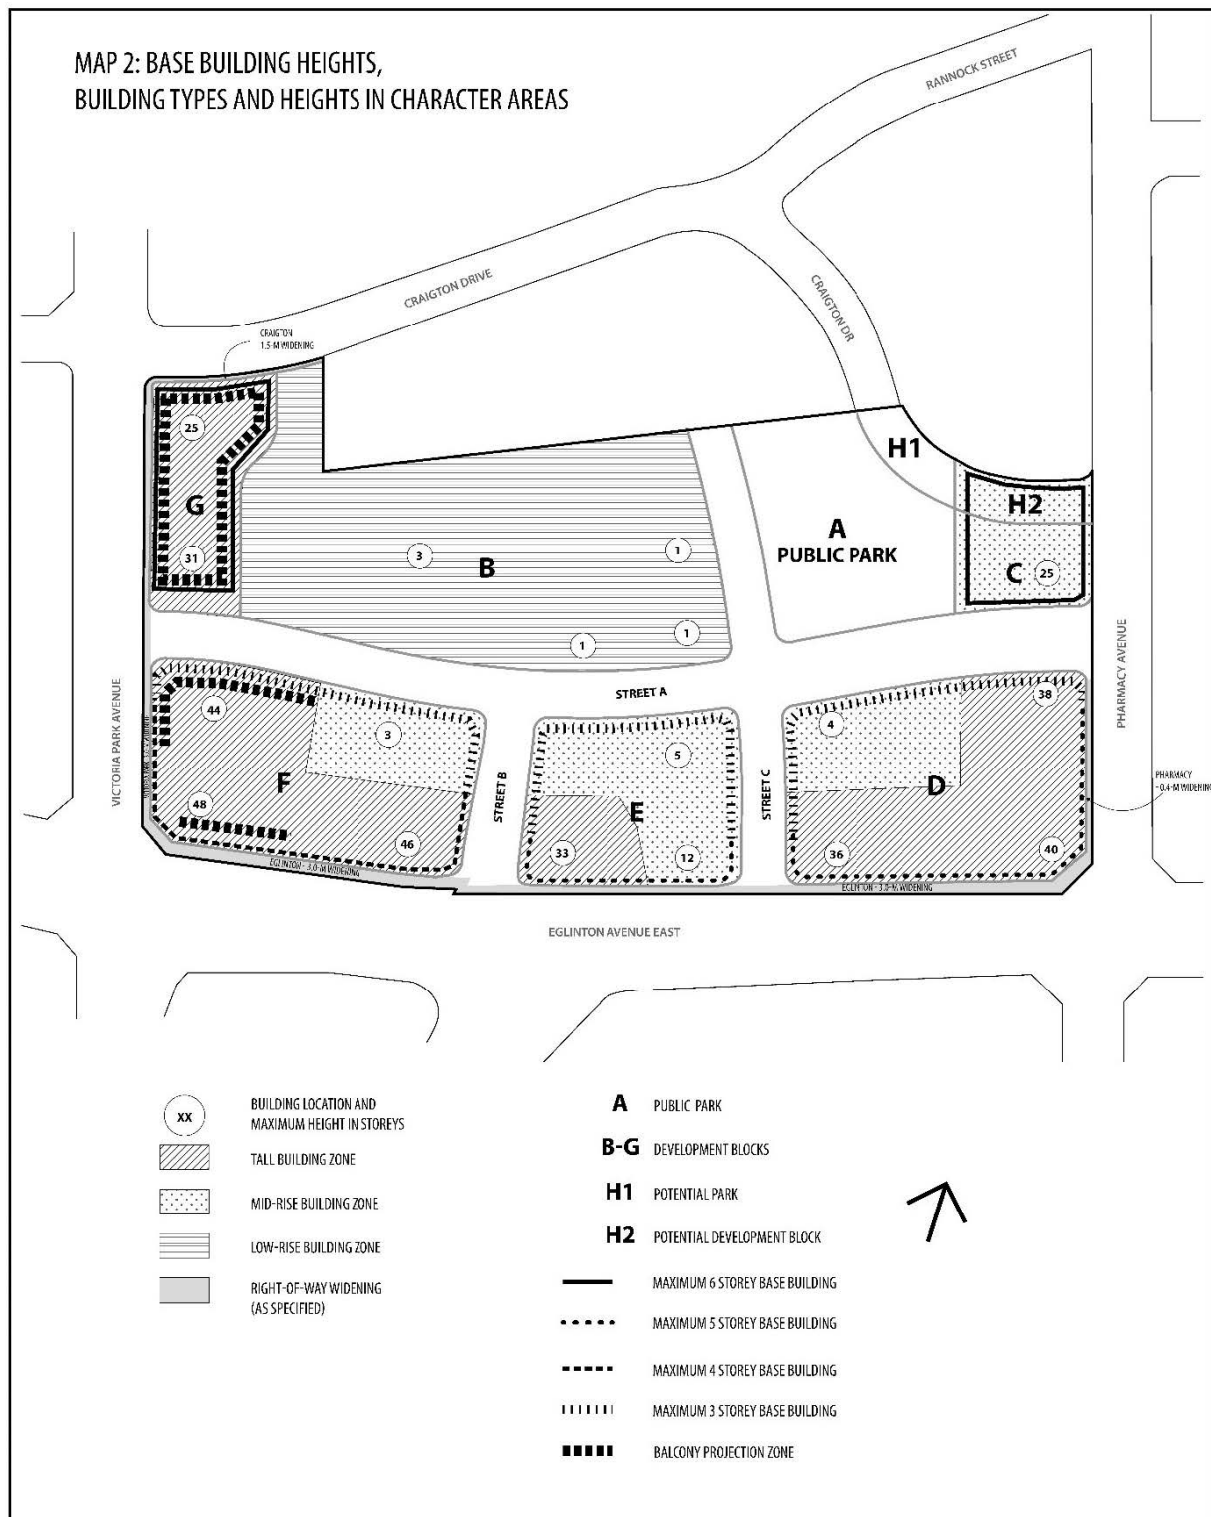 MAP 2: BASE BUILDING HEIGHTS,
BUILDING TYPES AND HEIGHTS IN CHARACTER AREAS
RANNOCK STREET
CRAIGTON DRIVE
CRAIGTON DR
CRAIGTON
1.5-M WIDENING
25
G
31
3
B
1
1
1
H1
A
PUBLIC PARK
H2
C
25
STREET A
VICTORIA PARK AVENUE
PHARMACY AVENUE
44
3
F
48
46
STREET B
5
E
33
12
STREET C
4
38
D
36
40
PHARMACY
- 0.4-M WIDENING
EGLINTON - 3.0-M WIDENING
EGLINTON - 3.0-M WIDENING
EGLINTON AVENUE EAST
XX
BUILDING LOCATION AND
MAXIMUM HEIGHT IN STOREYS
TALL BUILDING ZONE
MID-RISE BUILDING ZONE
LOW-RISE BUILDING ZONE
RIGHT-OF-WAY WIDENING
(AS SPECIFIED)
A PUBLIC PARK
B-G DEVELOPMENT BLOCKS
H1 POTENTIAL PARK
H2 POTENTIAL DEVELOPMENT BLOCK
MAXIMUM 6 STOREY BASE BUILDING
MAXIMUM 5 STOREY BASE BUILDING
MAXIMUM 4 STOREY BASE BUILDING
MAXIMUM 3 STOREY BASE BUILDING
BALCONY PROJECTION ZONE